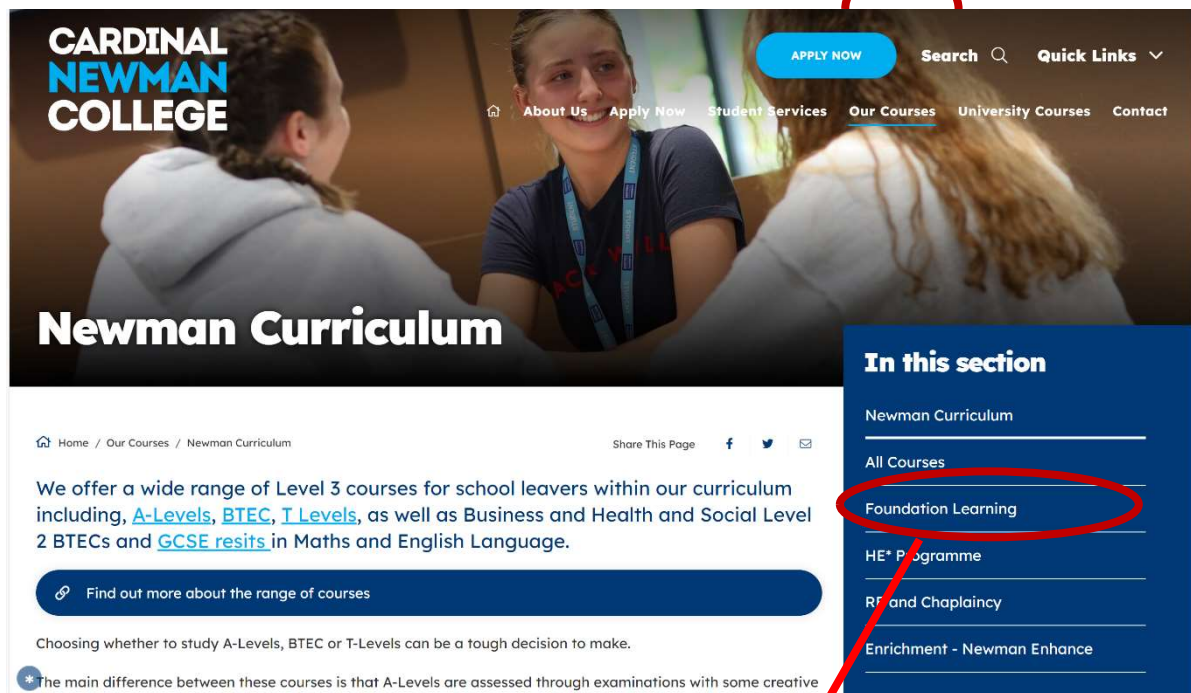 CARDINAL
NEWMAN
COLLEGE
APPLY NOW
Search
Quick Links
About Us Apply Now Student Services Our Courses University Courses Contact
Newman Curriculum
In this section
Newman Curriculum
All Courses
Foundation Learning
HE* Programme
RE and Chaplaincy
Enrichment - Newman Enhance
Home / Our Courses / Newman Curriculum
Share This Page
We offer a wide range of Level 3 courses for school leavers within our curriculum
including, A-Levels, BTEC, T Levels, as well as Business and Health and Social Level
2 BTECs and GCSE resits in Maths and English Language.
Find out more about the range of courses
Choosing whether to study A-Levels, BTEC or T-Levels can be a tough decision to make.
The main difference between these courses is that A-Levels are assessed through examinations with some creative